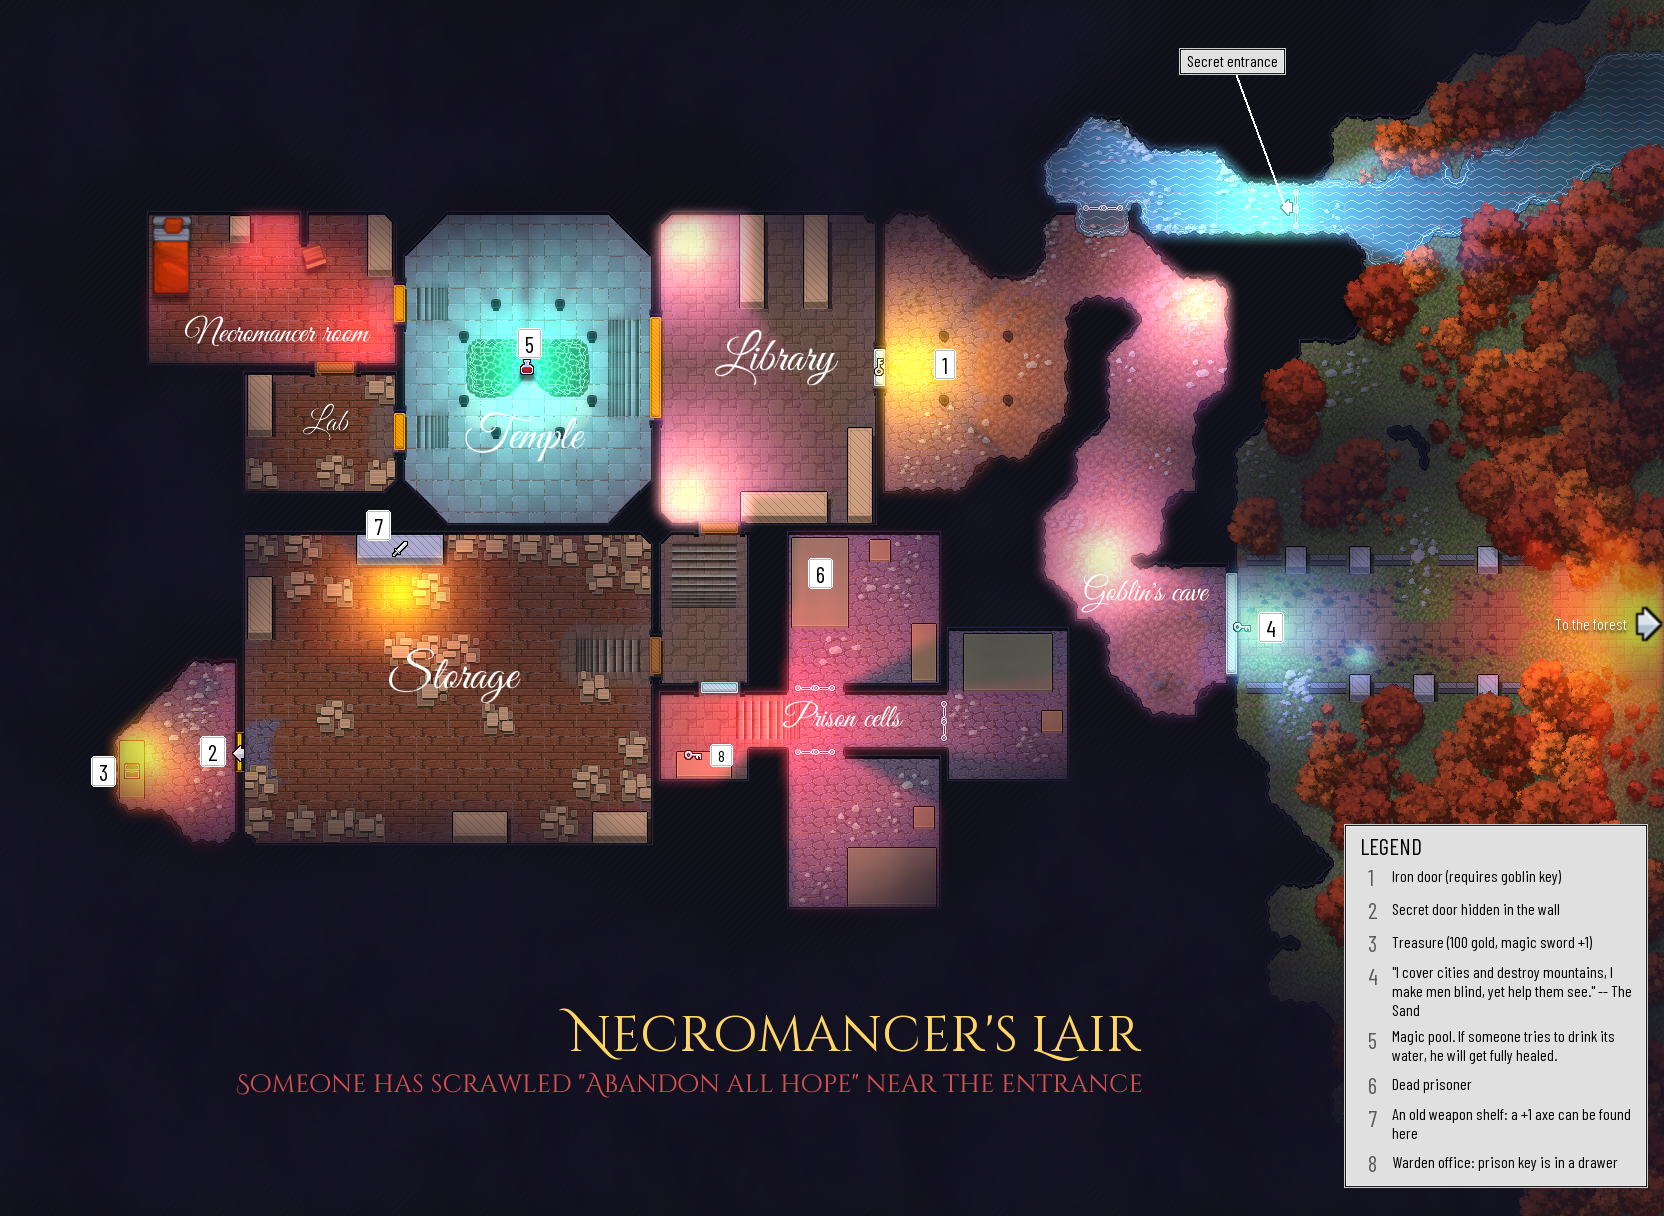 Secret entrance
Necromancer room
5
Library
1
Lab
Temple
7
6
Goblin's cave
4
To the forest
Storage
Prison cells
2
8
3
LEGEND
1 Iron door (requires goblin key)
2 Secret door hidden in the wall
3 Treasure (100 gold, magic sword +1)
4 "I cover cities and destroy mountains, I
make men blind, yet help them see." -- The
Sand
5 Magic pool. If someone tries to drink its
water, he will get fully healed.
6 Dead prisoner
7 An old weapon shelf: a +1 axe can be found
here
8 Warden office: prison key is in a drawer
NECROMANCER'S LAIR
SOMEONE HAS SCRAWLED "ABANDON ALL HOPE" NEAR THE ENTRANCE